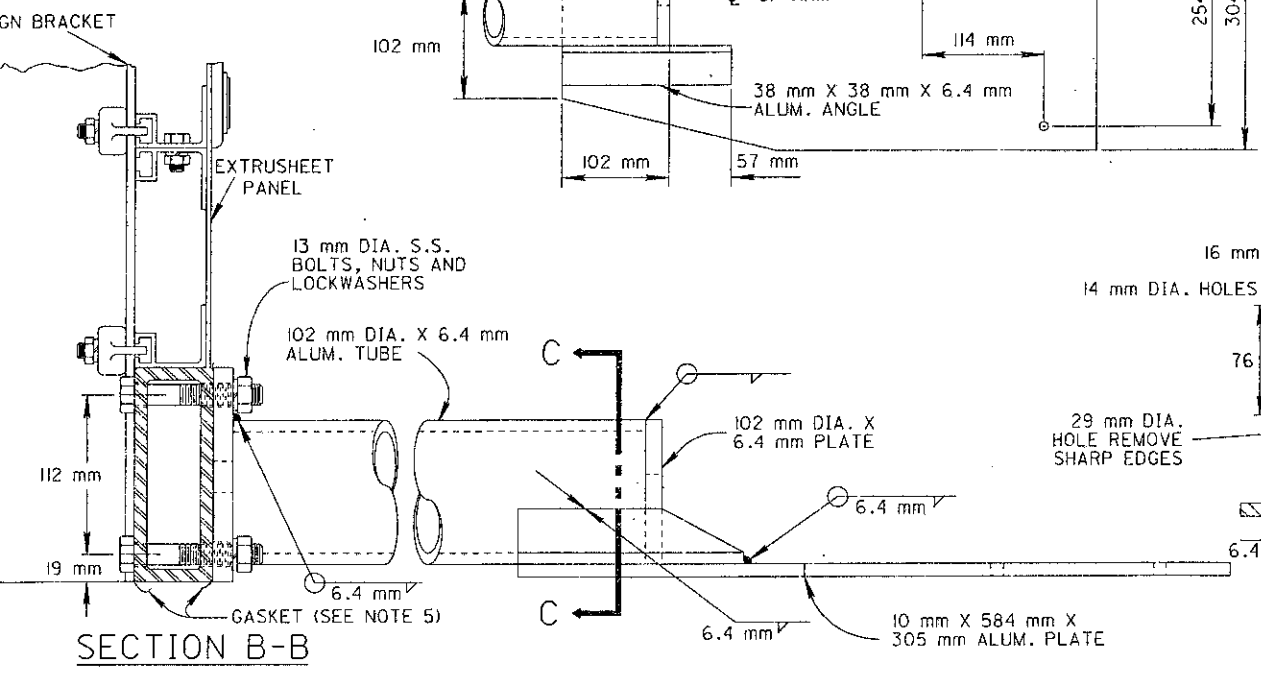 GN BRACKET
102 mm
℄ OF
114 mm
254
304
38 mm X 38 mm X 6.4 mm
ALUM. ANGLE
102 mm
57 mm
EXTRUSHEET
PANEL
13 mm DIA. S.S.
BOLTS, NUTS AND
LOCKWASHERS
16 mm
14 mm DIA. HOLES
102 mm DIA. X 6.4 mm
ALUM. TUBE
C
76
102 mm DIA. X
6.4 mm PLATE
29 mm DIA.
HOLE REMOVE
SHARP EDGES
112 mm
6.4 mm
6.4
19 mm
6.4 mm
GASKET (SEE NOTE 5)
C
6.4 mm
10 mm X 584 mm X
305 mm ALUM. PLATE
SECTION B-B